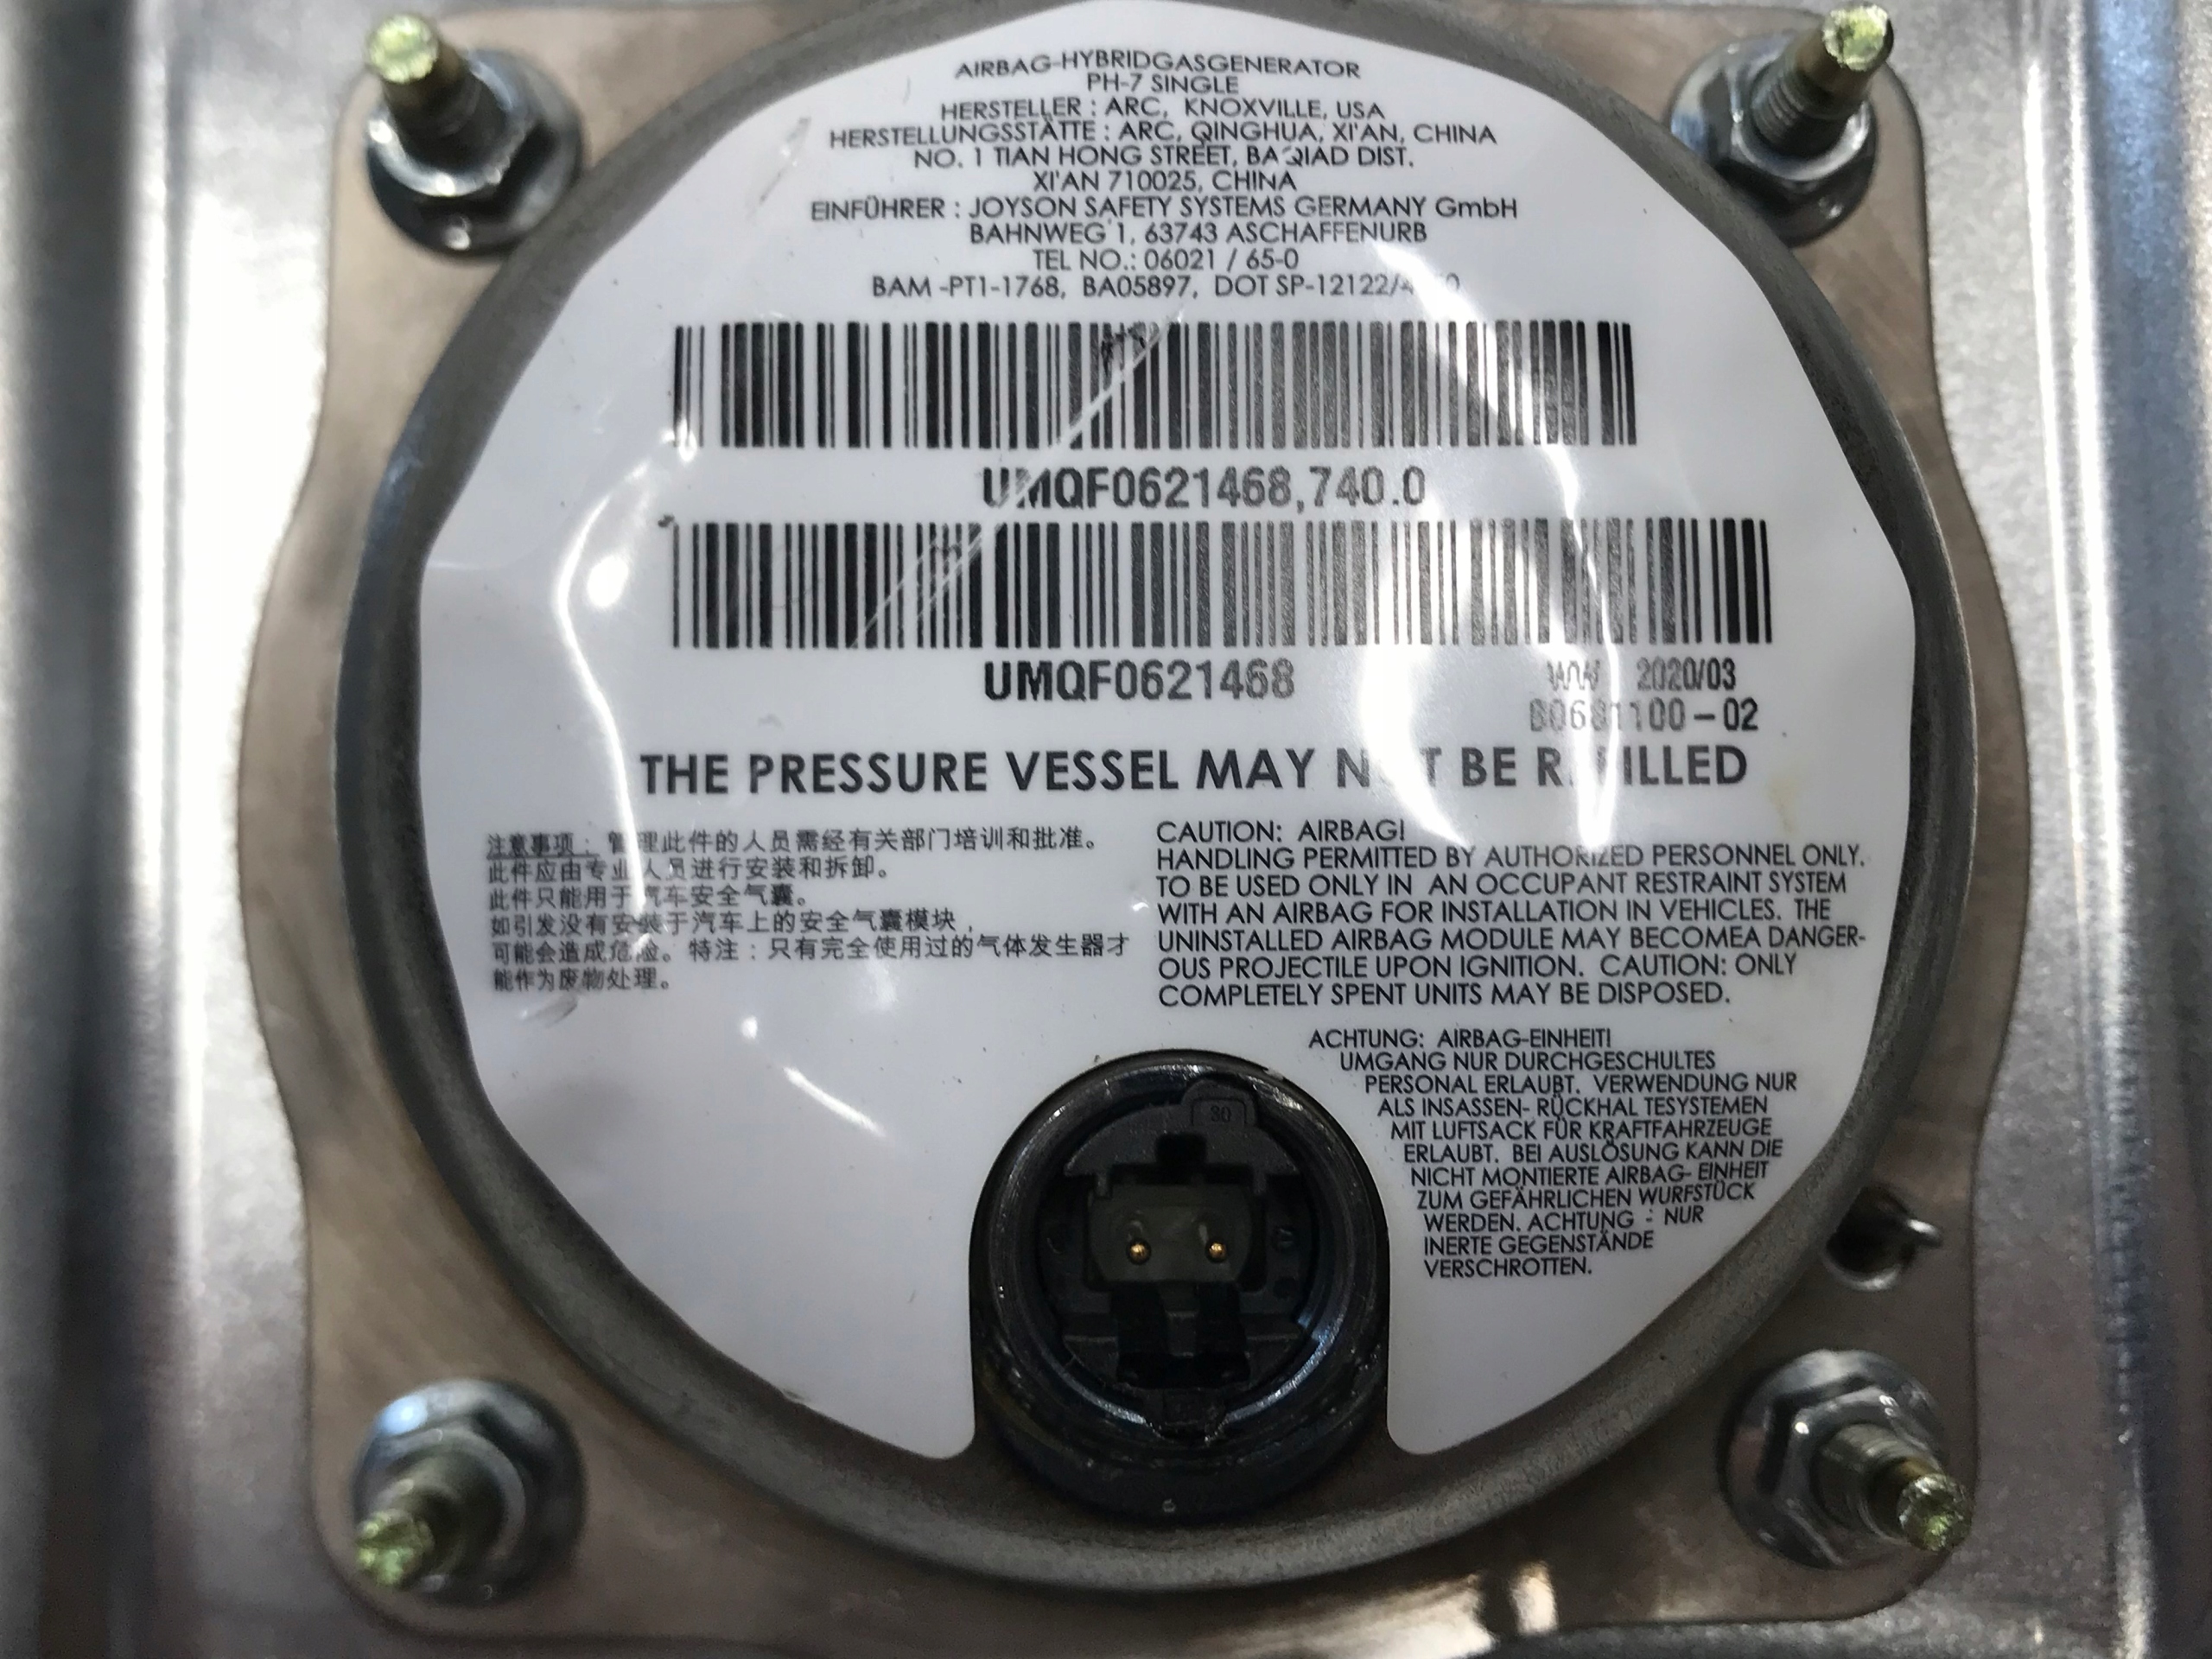 AIRBAG-HYBRIDGASGENERATOR
PH-7 SINGLE
HERSTELLER : ARC, KNOXVILLE, USA
HERSTELLUNGSSTÄTTE : ARC, QINGHUA, XI'AN, CHINA
NO. 1 TIAN HONG STREET, BAQIAD DIST.
XI'AN 710025, CHINA
EINFÜHRER : JOYSON SAFETY SYSTEMS GERMANY GmbH
BAHNWEG 1, 63743 ASCHAFFENURB
TEL NO.: 06021 / 65-0
BAM -PT1-1768, BA05897, DOT
UMQF0621468,740.0
UMQF0621468
WW 2020/03
THE PRESSURE VESSEL MAY NOT BE REFILLED
注意事项：管理此件的人员需经有关部门培训和批准。
此件应由专业人员进行安装和拆卸。
此件只能用于汽车安全气囊。
如引发没有安装于汽车上的安全气囊模块，
可能会造成危险。特注：只有完全使用过的气体发生器才
能作为废物处理。
CAUTION: AIRBAG!
HANDLING PERMITTED BY AUTHORIZED PERSONNEL ONLY.
TO BE USED ONLY IN AN OCCUPANT RESTRAINT SYSTEM
WITH AN AIRBAG FOR INSTALLATION IN VEHICLES. THE
UNINSTALLED AIRBAG MODULE MAY BECOMEA DANGER-
OUS PROJECTILE UPON IGNITION. CAUTION: ONLY
COMPLETELY SPENT UNITS MAY BE DISPOSED.
ACHTUNG: AIRBAG-EINHEIT!
UMGANG NUR DURCHGESCHULTES
PERSONAL ERLAUBT. VERWENDUNG NUR
ALS INSASSEN- RÜCKHAL TESYSTEMEN
MIT LUFTSACK FÜR KRAFTFAHRZEUGE
ERLAUBT. BEI AUSLÖSUNG KANN DIE
NICHT MONTIERTE AIRBAG- EINHEIT
ZUM GEFÄHRLICHEN WURFSTÜCK
WERDEN. ACHTUNG : NUR
INERTE GEGENSTÄNDE
VERSCHROTTEN.
30